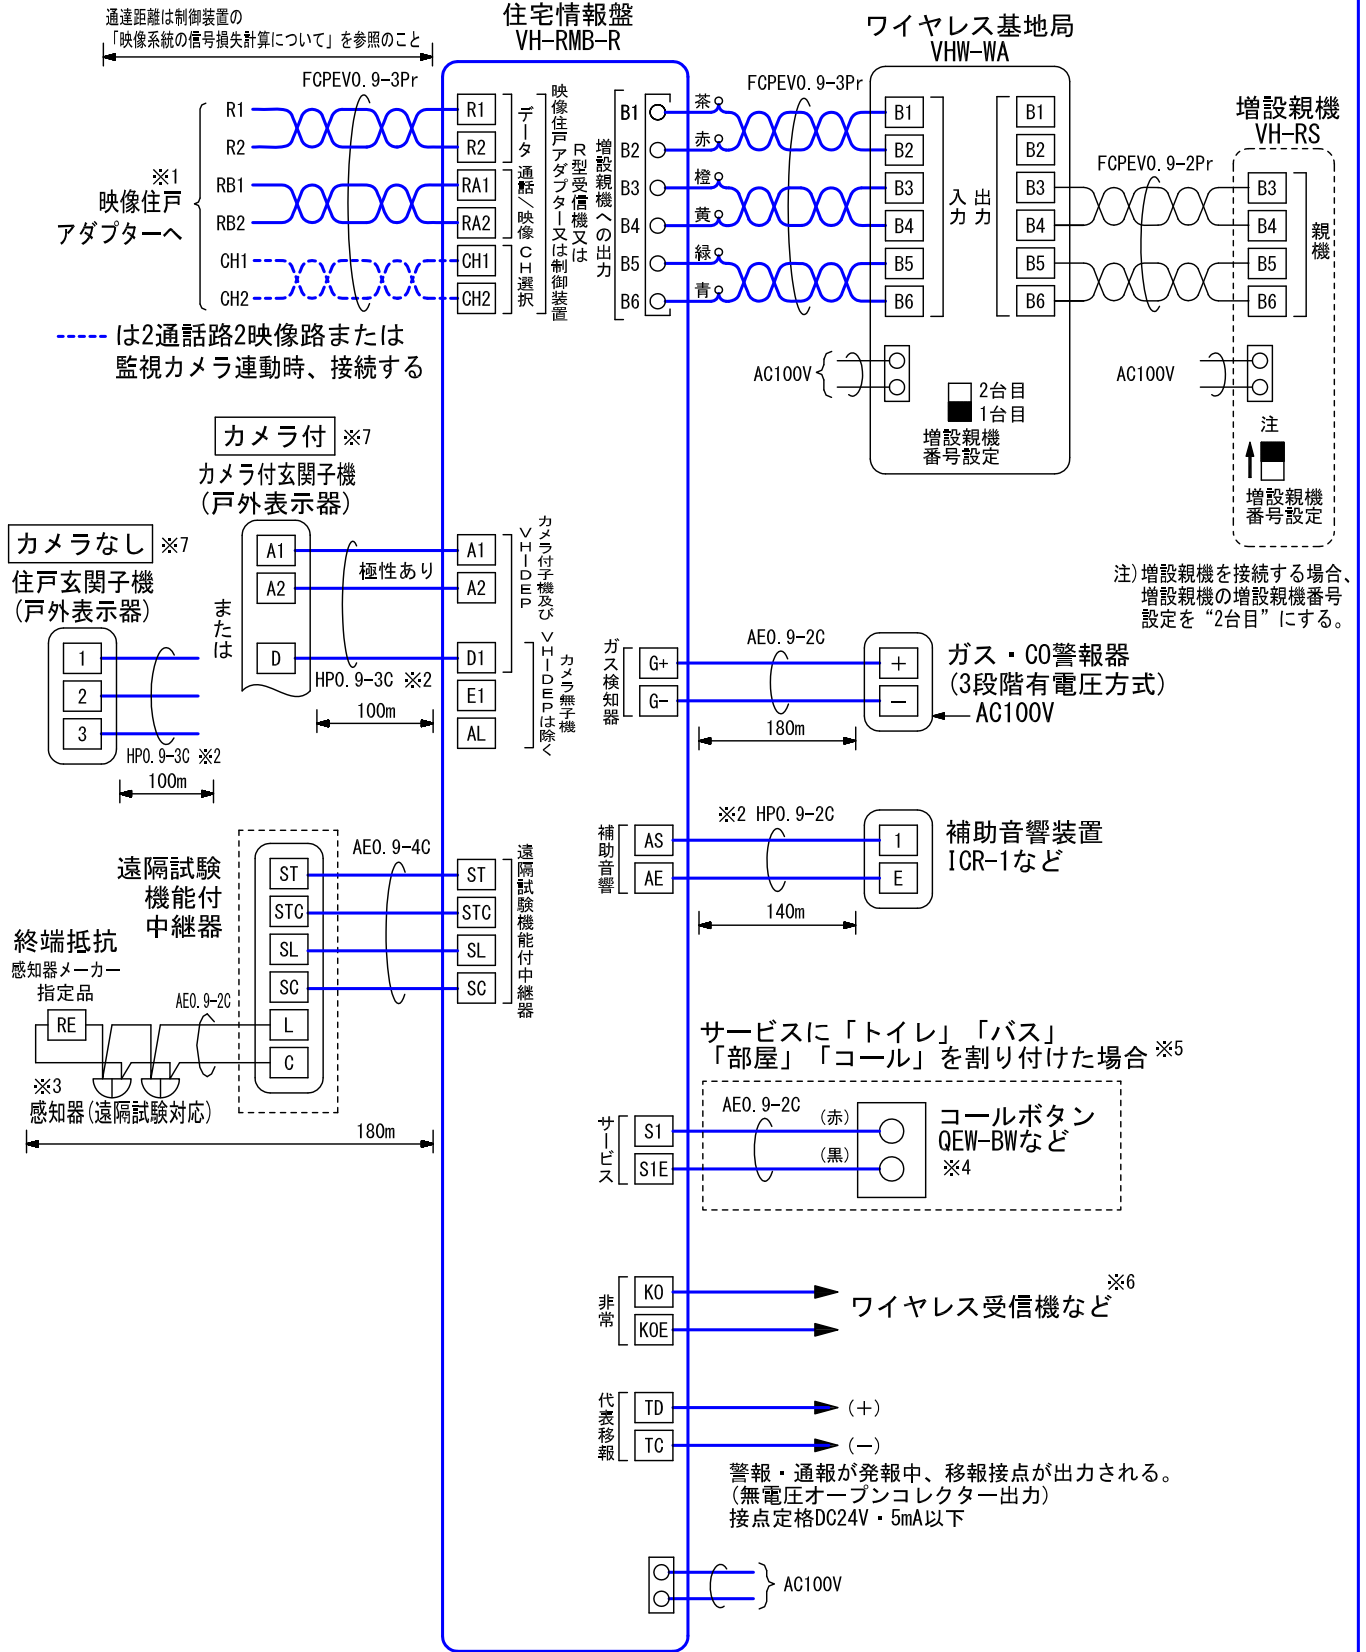 通達距離は制御装置の
「映像系統の信号損失計算について」を参照のこと
住宅情報盤
VH-RMB-R
ワイヤレス基地局
VHW-WA
増設親機
VH-RS
FCPEV0.9-3Pr
R1
R2
RB1
RB2
CH1
CH2
※1
映像住戸
アダプターへ
R1
R2
RA1
RA2
CH1
CH2
データ
通話/映像
CH選択
映像住戸アダプター又は制御装置
R型受信機又は
増設親機への出力
B1
B2
B3
B4
B5
B6
茶
赤
橙
黄
緑
青
FCPEV0.9-3Pr
B1
B2
B3
B4
B5
B6
入力
出力
B1
B2
B3
B4
B5
B6
FCPEV0.9-2Pr
B3
B4
B5
B6
親機
は2通話路2映像路または
監視カメラ連動時、接続する
AC100V
2台目
1台目
増設親機
番号設定
AC100V
注
増設親機
番号設定
注)増設親機を接続する場合、
増設親機の増設親機番号
設定を“2台目”にする。
カメラ付 ※7
カメラ付玄関子機
(戸外表示器)
カメラなし ※7
住戸玄関子機
(戸外表示器)
または
A1
A2
D
極性あり
HP0.9-3C ※2
100m
1
2
3
HP0.9-3C ※2
100m
A1
A2
D1
E1
AL
カメラ付子機及び
VHIDEP
カメラ無子機
VHIDEPは除く
ガス検知器
G+
G-
AE0.9-2C
180m
+
-
ガス・CO警報器
(3段階有電圧方式)
AC100V
補助音響
AS
AE
※2 HP0.9-2C
140m
1
E
補助音響装置
ICR-1など
遠隔試験
機能付
中継器
ST
STC
SL
SC
L
C
AE0.9-4C
ST
STC
SL
SC
遠隔試験機能付中継器
終端抵抗
感知器メーカー
指定品
RE
AE0.9-2C
※3
感知器(遠隔試験対応)
180m
サービスに「トイレ」「バス」
「部屋」「コール」を割り付けた場合 ※5
サービス
S1
S1E
AE0.9-2C
(赤)
(黒)
コールボタン
QEW-BWなど
※4
非常
KO
KOE
ワイヤレス受信機など ※6
代表移報
TD
TC
(+)
(-)
警報・通報が発報中、移報接点が出力される。
(無電圧オープンコレクター出力)
接点定格DC24V・5mA以下
AC100V